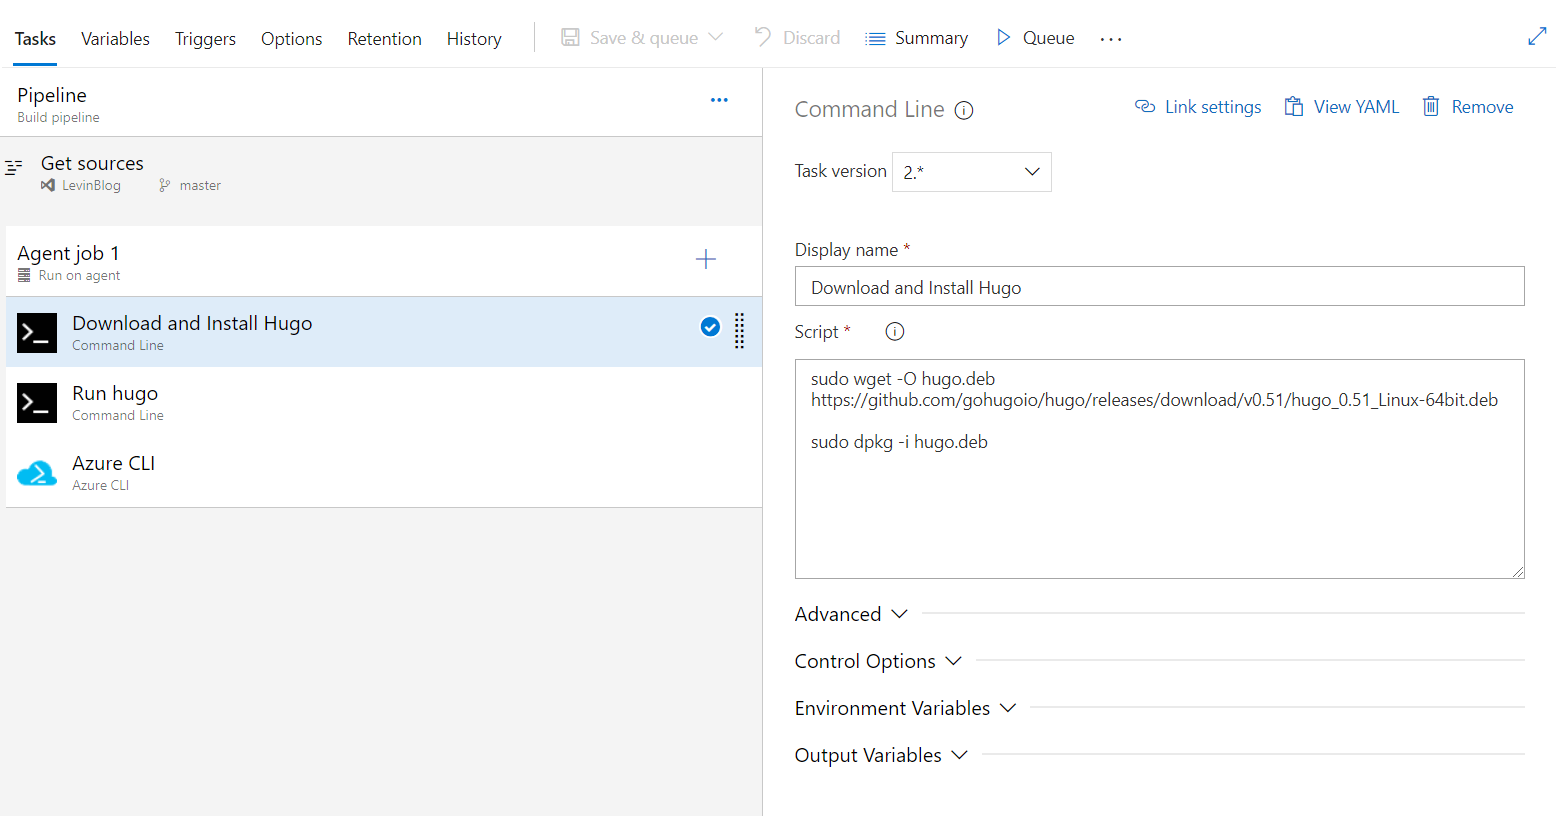 Tasks Variables Triggers Options Retention History Save & queue Discard Summary Queue ...
Pipeline
Build pipeline
Get sources
LevinBlog master
Agent job 1
Run on agent
Download and Install Hugo
Command Line
Run hugo
Command Line
Azure CLI
Azure CLI
Command Line Link settings View YAML Remove
Task version 2.*
Display name *
Download and Install Hugo
Script *
sudo wget -O hugo.deb
https://github.com/gohugoio/hugo/releases/download/v0.51/hugo_0.51_Linux-64bit.deb
sudo dpkg -i hugo.deb
Advanced
Control Options
Environment Variables
Output Variables